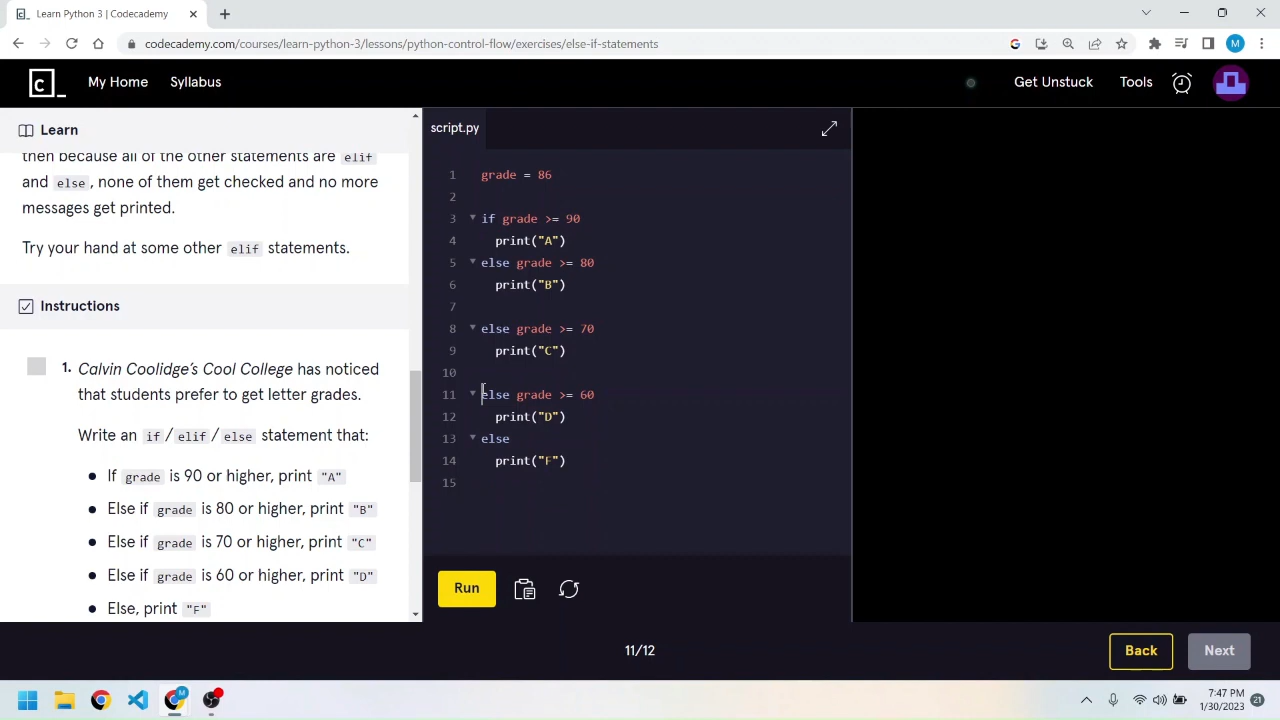 Learn Python 3 | Codecademy
codecademy.com/courses/learn-python-3/lessons/python-control-flow/exercises/else-if-statements
M
C_
My Home
Syllabus
Get Unstuck
Tools
Learn
then because all of the other statements are elif
and else, none of them get checked and no more
messages get printed.
Try your hand at some other elif statements.
Instructions
1. Calvin Coolidge's Cool College has noticed
that students prefer to get letter grades.
Write an if/elif/else statement that:
• If grade is 90 or higher, print "A"
• Else if grade is 80 or higher, print "B"
• Else if grade is 70 or higher, print "C"
• Else if grade is 60 or higher, print "D"
• Else, print "F"
script.py
1 grade = 86
2
3 if grade >= 90
4 print("A")
5 else grade >= 80
6 print("B")
7
8 else grade >= 70
9 print("C")
10
11 else grade >= 60
12 print("D")
13 else
14 print("F")
15
Run
11/12
Back
Next
M
7:47 PM
1/30/2023
21